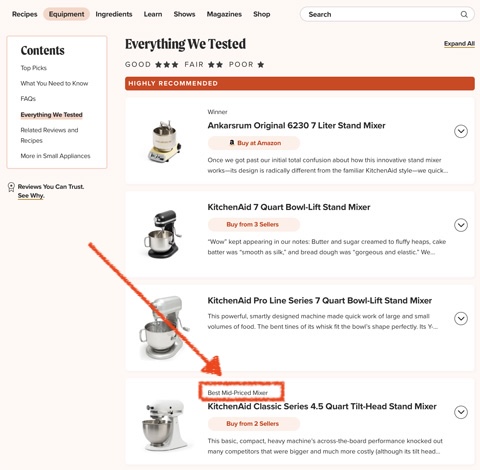 Recipes Equipment Ingredients Learn Shows Magazines Shop Search
Contents
Top Picks
What You Need to Know
FAQs
Everything We Tested
Related Reviews and
Recipes
More in Small Appliances
Reviews You Can Trust.
See Why.
Everything We Tested
Expand All
GOOD ★★★ FAIR ★★ POOR ★
HIGHLY RECOMMENDED
Winner
Ankarsrum Original 6230 7 Liter Stand Mixer
Buy at Amazon
Once we got past our initial total confusion about how this innovative stand mixer
works—its design is radically different from the familiar KitchenAid style—we quick...
KitchenAid 7 Quart Bowl-Lift Stand Mixer
Buy from 3 Sellers
“Wow” kept appearing in our notes: Butter and sugar creamed to fluffy heaps, cake
batter was “smooth as silk,” and bread dough was “gorgeous and elastic.” We...
KitchenAid Pro Line Series 7 Quart Bowl-Lift Stand Mixer
This powerful, smartly designed machine made quick work of large and small
volumes of food. The bent tines of its whisk fit the bowl’s shape perfectly. Its Y-...
Best Mid-Priced Mixer
KitchenAid Classic Series 4.5 Quart Tilt-Head Stand Mixer
Buy from 2 Sellers
This basic, compact, heavy machine’s across-the-board performance knocked out
many competitors that were bigger and much more costly (although its tilt head...